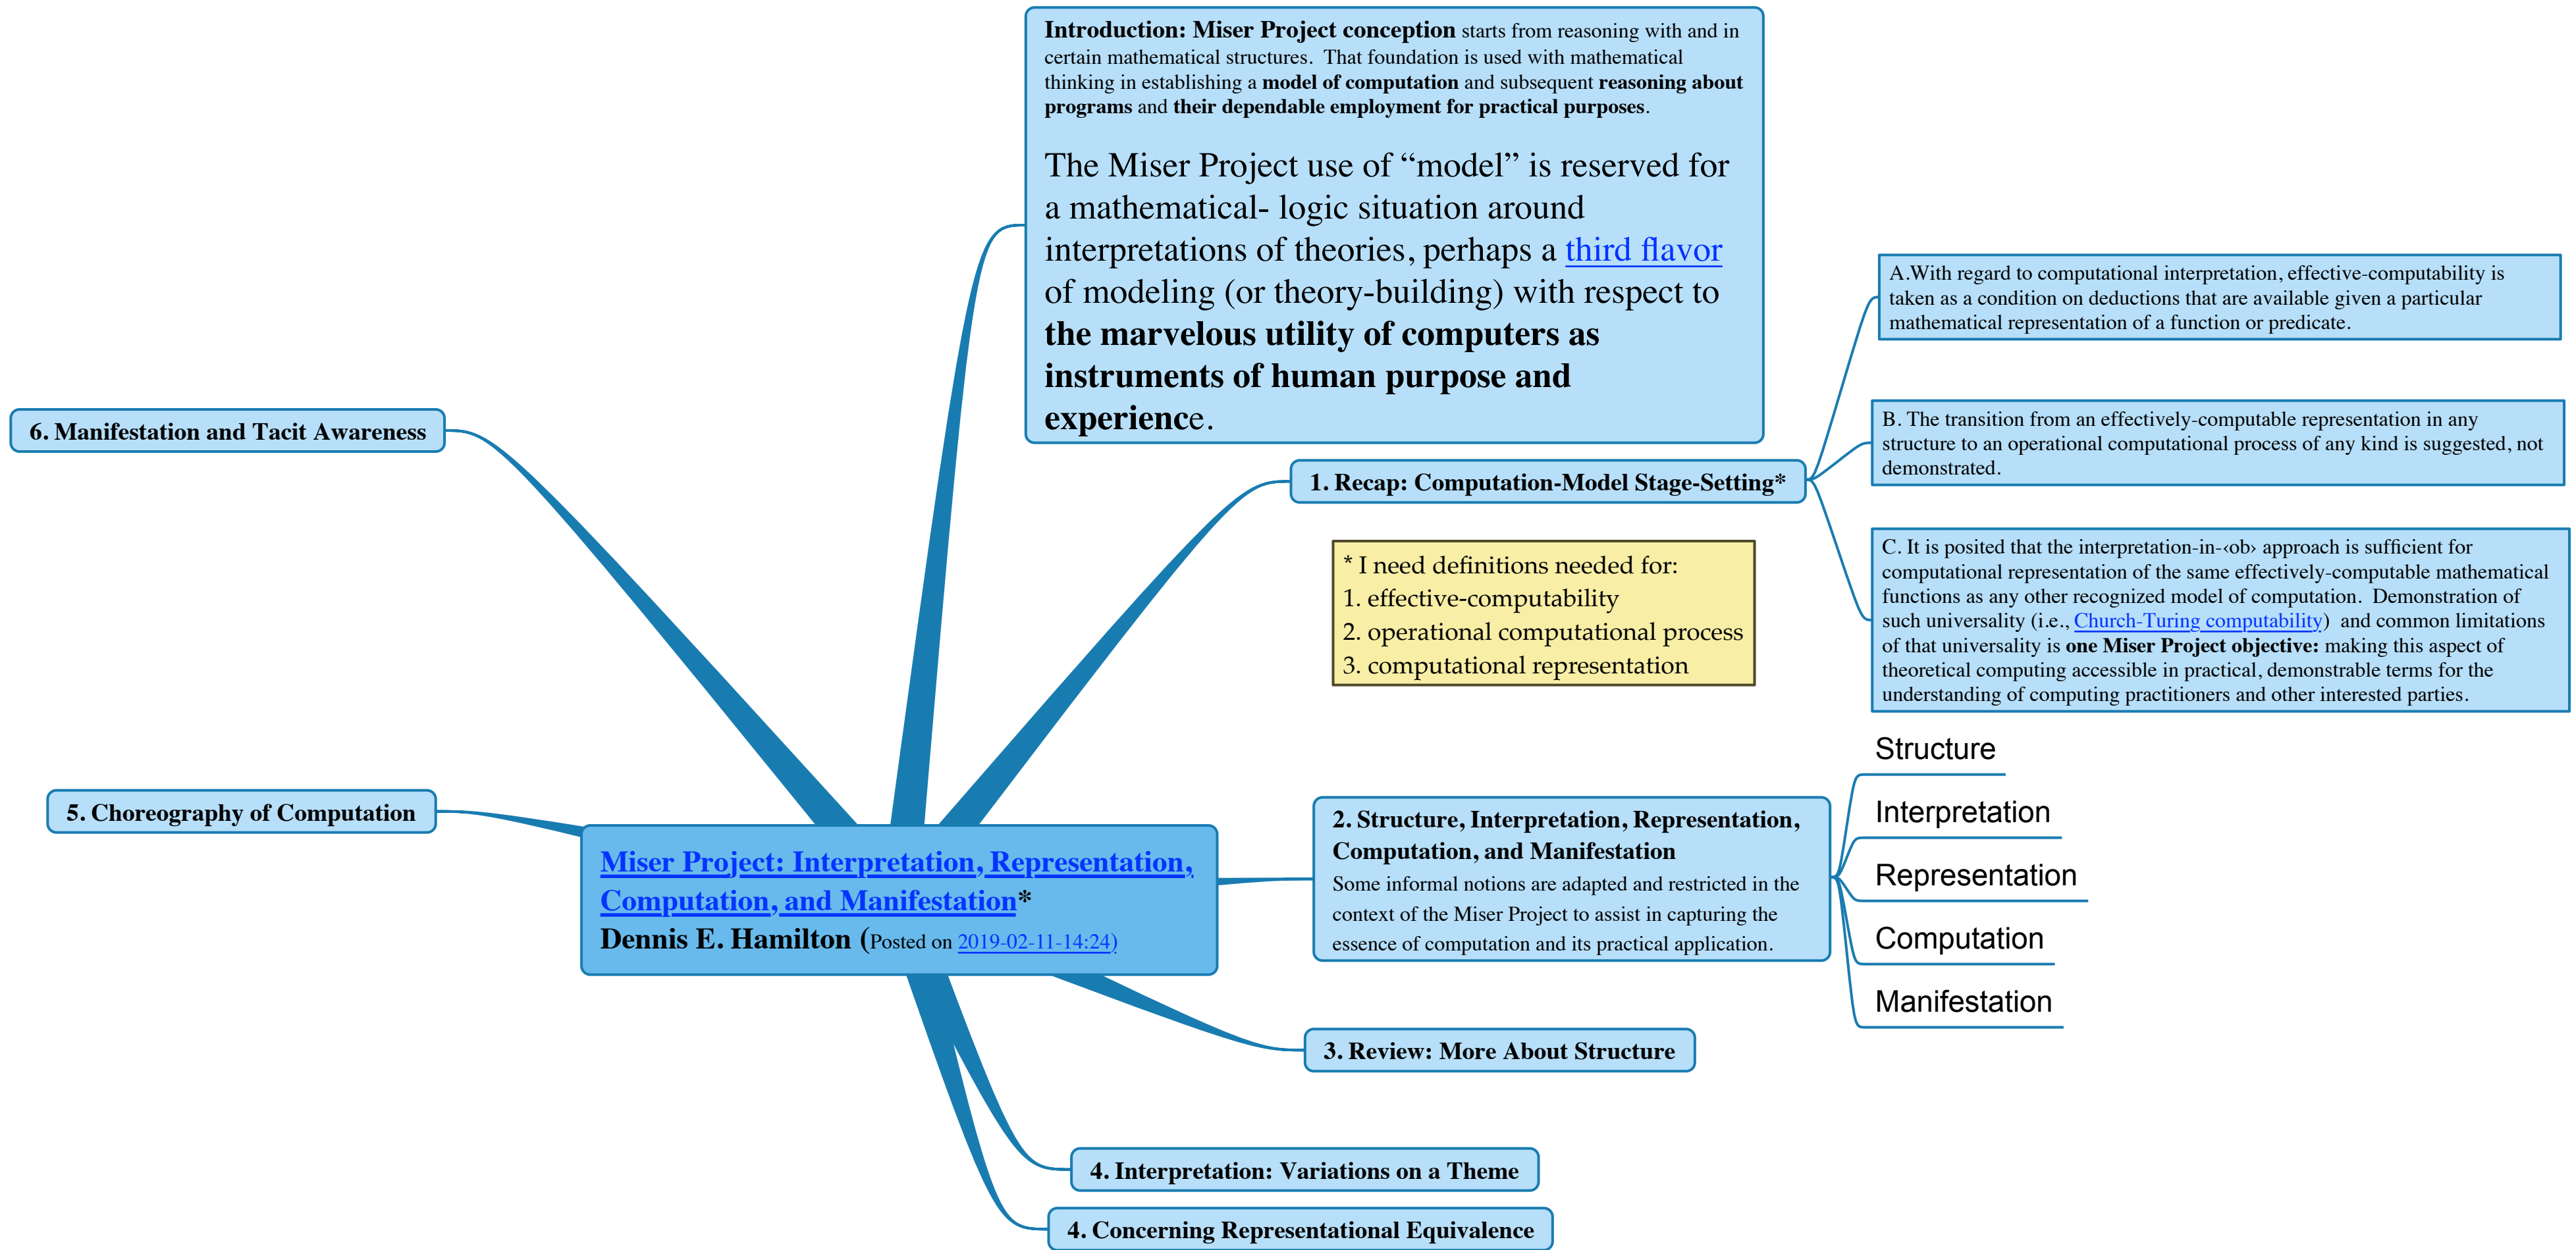 Introduction: Miser Project conception starts from reasoning with and in
certain mathematical structures. That foundation is used with mathematical
thinking in establishing a model of computation and subsequent reasoning about
programs and their dependable employment for practical purposes.
The Miser Project use of “model” is reserved for
a mathematical- logic situation around
interpretations of theories, perhaps a third flavor
of modeling (or theory-building) with respect to
the marvelous utility of computers as
instruments of human purpose and
experience.
1. Recap: Computation-Model Stage-Setting*
A.With regard to computational interpretation, effective-computability is
taken as a condition on deductions that are available given a particular
mathematical representation of a function or predicate.
B. The transition from an effectively-computable representation in any
structure to an operational computational process of any kind is suggested, not
demonstrated.
C. It is posited that the interpretation-in-‹ob› approach is sufficient for
computational representation of the same effectively-computable mathematical
functions as any other recognized model of computation. Demonstration of
such universality (i.e., Church-Turing computability) and common limitations
of that universality is one Miser Project objective: making this aspect of
theoretical computing accessible in practical, demonstrable terms for the
understanding of computing practitioners and other interested parties.
* I need definitions needed for:
1. effective-computability
2. operational computational process
3. computational representation
2. Structure, Interpretation, Representation,
Computation, and Manifestation
Some informal notions are adapted and restricted in the
context of the Miser Project to assist in capturing the
essence of computation and its practical application.
Structure
Interpretation
Representation
Computation
Manifestation
3. Review: More About Structure
4. Interpretation: Variations on a Theme
4. Concerning Representational Equivalence
5. Choreography of Computation
6. Manifestation and Tacit Awareness
Miser Project: Interpretation, Representation,
Computation, and Manifestation*
Dennis E. Hamilton (Posted on 2019-02-11-14:24)